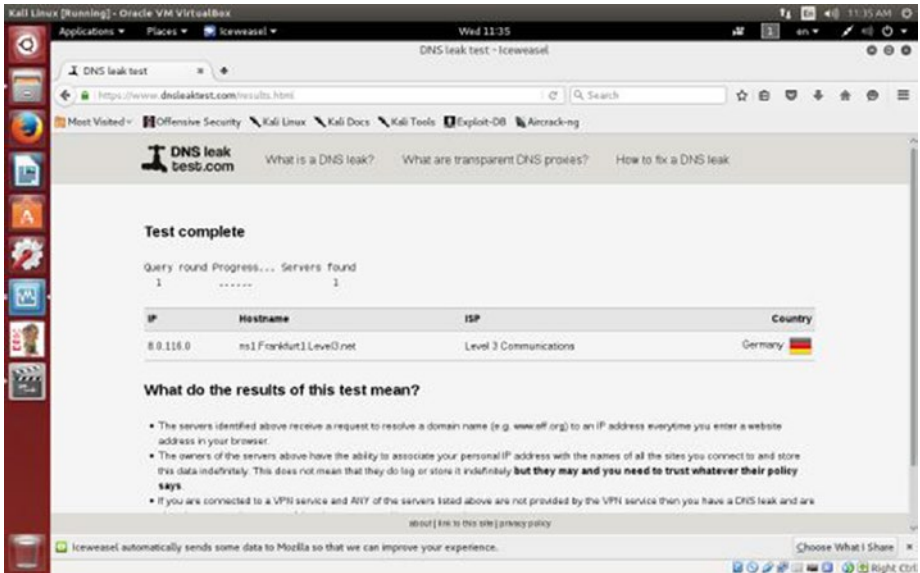 Kali Linux [Running] - Oracle VM VirtualBox
11:35 AM
Applications
Places
Iceweasel
Wed 11:35
1
en
DNS leak test - Iceweasel
DNS leak test
https://www.dnsleaktest.com/results.html
Search
Most Visited
Offensive Security
Kali Linux
Kali Docs
Kali Tools
Exploit-DB
Aircrack-ng
DNS leak
test.com
What is a DNS leak?
What are transparent DNS proxies?
How to fix a DNS leak
Test complete
Query round Progress... Servers found
1 ...... 1
IP Hostname ISP Country
8.0.116.0 ns1.Frankfurt1.Level3.net Level 3 Communications Germany
What do the results of this test mean?
• The servers identified above receive a request to resolve a domain name (e.g. www.eff.org) to an IP address everytime you enter a website
address in your browser.
• The owners of the servers above have the ability to associate your personal IP address with the names of all the sites you connect to and store
this data indefinitely. This does not mean that they do log or store it indefinitely but they may and you need to trust whatever their policy
says.
• If you are connected to a VPN service and ANY of the servers listed above are not provided by the VPN service then you have a DNS leak and are
about | link to this site | privacy policy
Iceweasel automatically sends some data to Mozilla so that we can improve your experience.
Choose What I Share
Right Ctrl